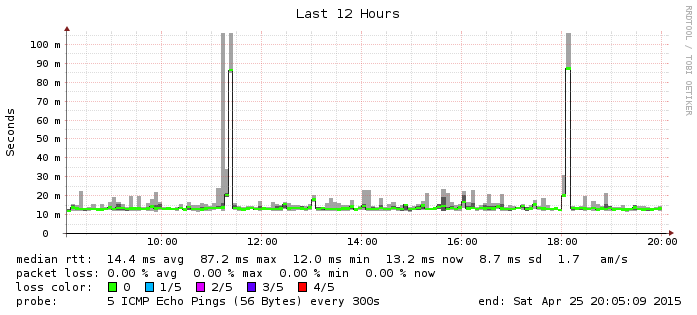 Last 12 Hours
RRDTOOL / TOBI OETIKER
Seconds
100 m
90 m
80 m
70 m
60 m
50 m
40 m
30 m
20 m
10 m
0
10:00 12:00 14:00 16:00 18:00 20:00
median rtt: 14.4 ms avg 87.2 ms max 12.0 ms min 13.2 ms now 8.7 ms sd 1.7 am/s
packet loss: 0.00 % avg 0.00 % max 0.00 % min 0.00 % now
loss color: 0 1/5 2/5 3/5 4/5
probe: 5 ICMP Echo Pings (56 Bytes) every 300s end: Sat Apr 25 20:05:09 2015